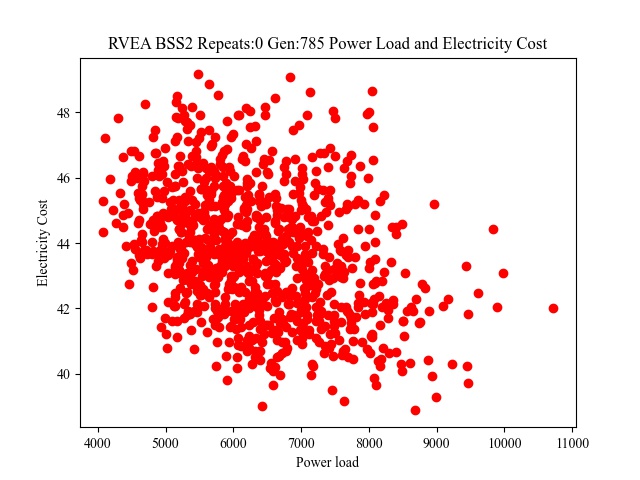 RVEA BSS2 Repeats:0 Gen:785 Power Load and Electricity Cost
48
46
44
42
40
Electricity Cost
4000 5000 6000 7000 8000 9000 10000 11000
Power load